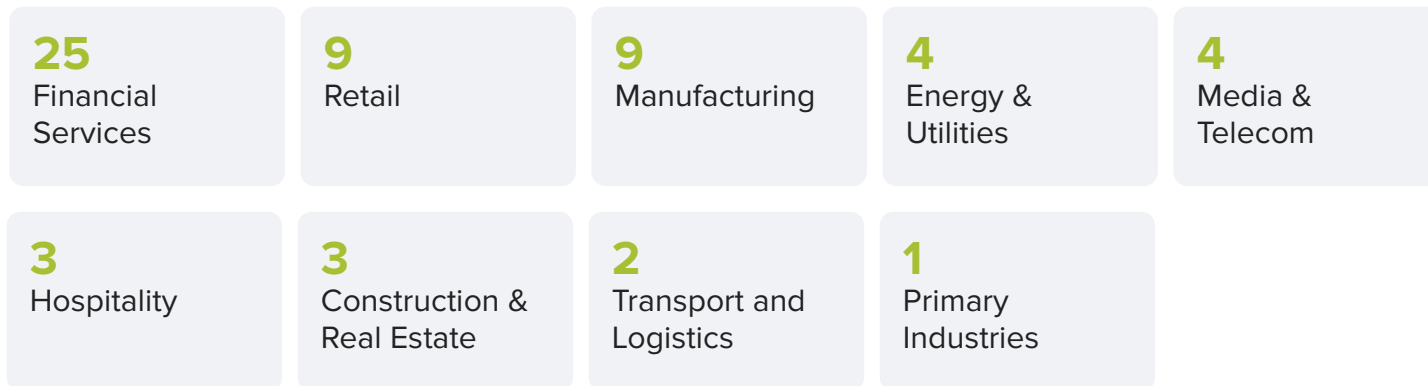 25
Financial
Services
9
Retail
9
Manufacturing
4
Energy &
Utilities
4
Media &
Telecom
3
Hospitality
3
Construction &
Real Estate
2
Transport and
Logistics
1
Primary
Industries